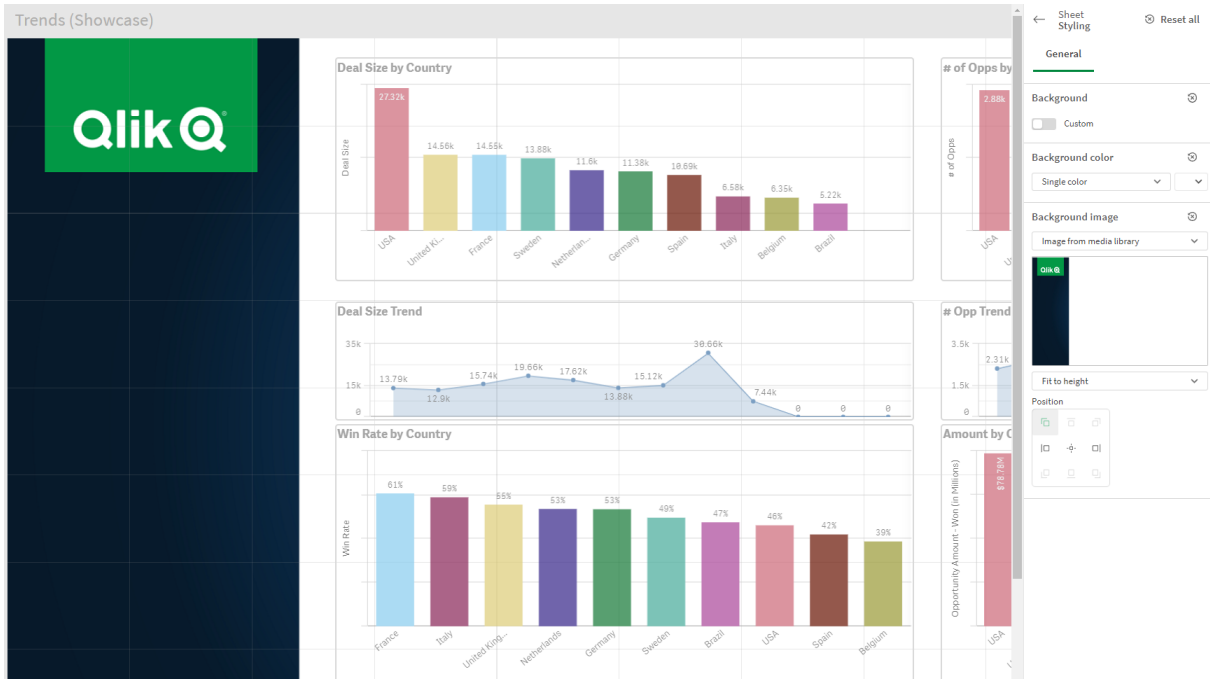 Trends (Showcase)
Qlik
Deal Size by Country
Deal Size
27.32k
14.56k
14.55k
13.88k
11.6k
11.38k
10.69k
6.58k
6.35k
5.22k
USA
United Ki...
France
Sweden
Netherlan...
Germany
Spain
Italy
Belgium
Brazil
# of Opps by
# of Opps
2.88k
USA
Deal Size Trend
35k
15k
0
13.79k
12.9k
15.74k
19.66k
17.62k
13.88k
15.12k
30.66k
7.44k
0
0
0
# Opp Trend
3.5k
1.5k
0
2.31k
Win Rate by Country
Win Rate
61%
59%
55%
53%
53%
49%
47%
46%
42%
39%
France
Italy
United King...
Netherlands
Germany
Sweden
Brazil
USA
Spain
Belgium
Amount by C
Opportunity Amount - Won (in Millions)
$78.78M
USA
Sheet
Styling
Reset all
General
Background
Custom
Background color
Single color
Background image
Image from media library
Qlik
Fit to height
Position